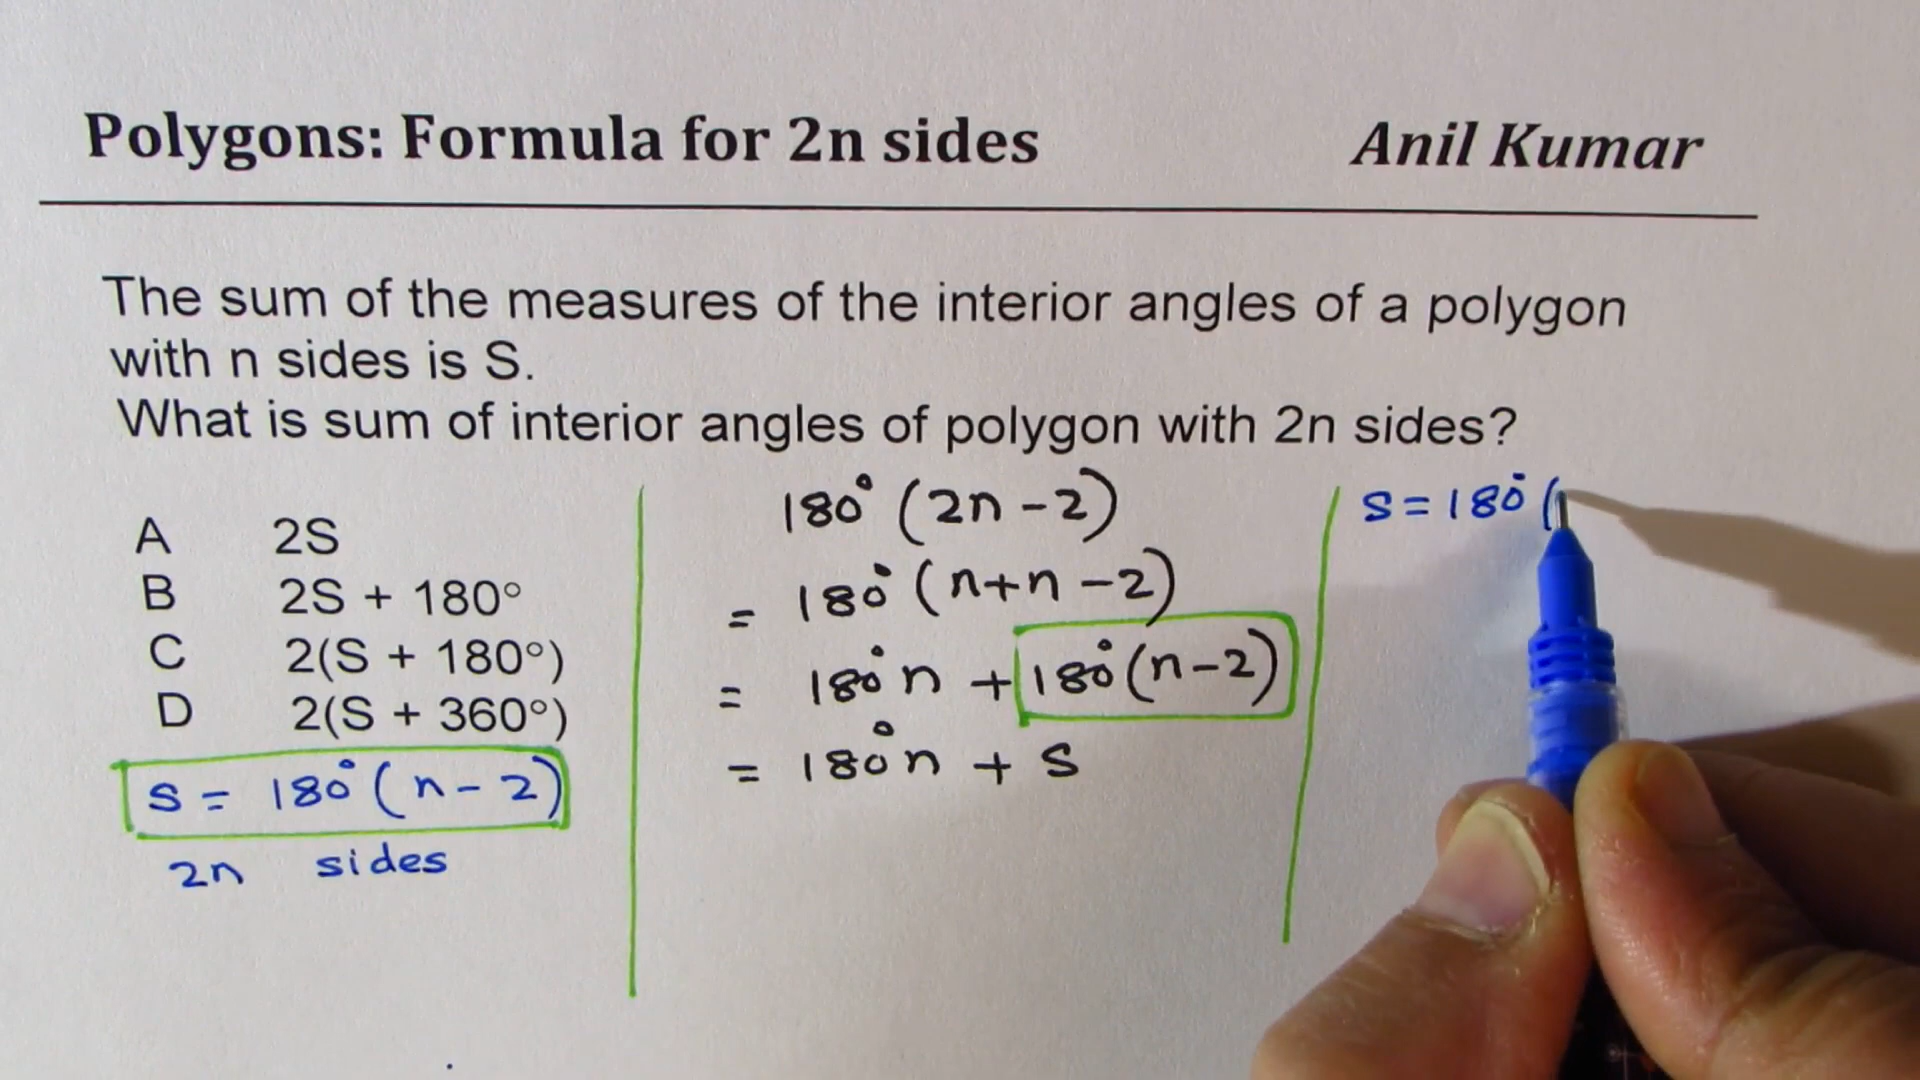 Polygons: Formula for 2n sides Anil Kumar
The sum of the measures of the interior angles of a polygon
with n sides is S.
What is sum of interior angles of polygon with 2n sides?
A 2S
B 2S + 180°
C 2(S + 180°)
D 2(S + 360°)
S = 180° (n - 2)
2n sides
180° (2n - 2)
= 180° (n+n - 2)
= 180° n + 180° (n - 2)
= 180° n + S
S = 180° (